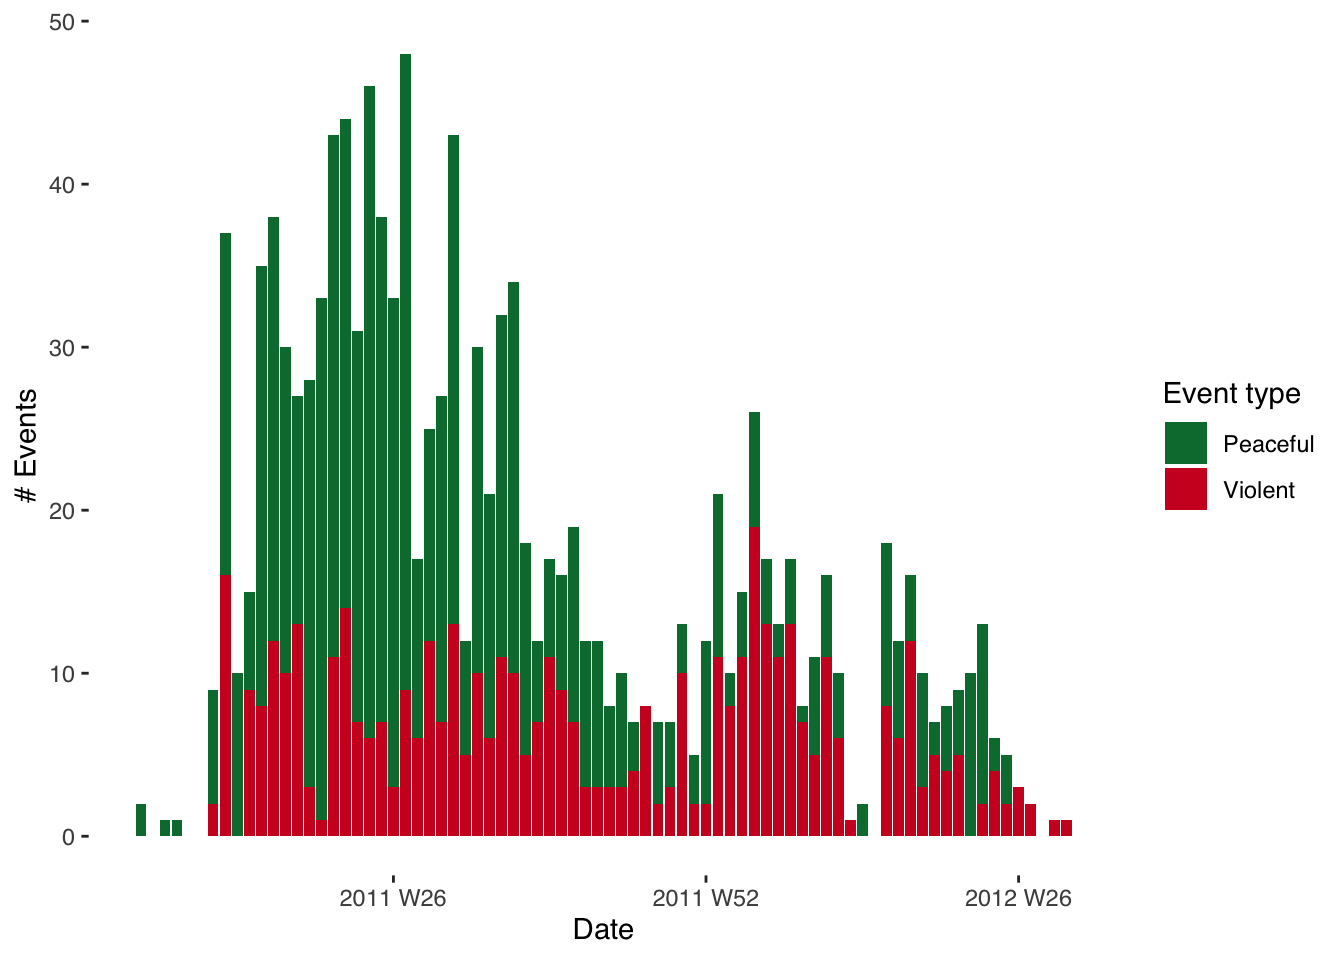 50
40
30
20
10
0
# Events
2011 W26
2011 W52
2012 W26
Date
Event type
Peaceful
Violent